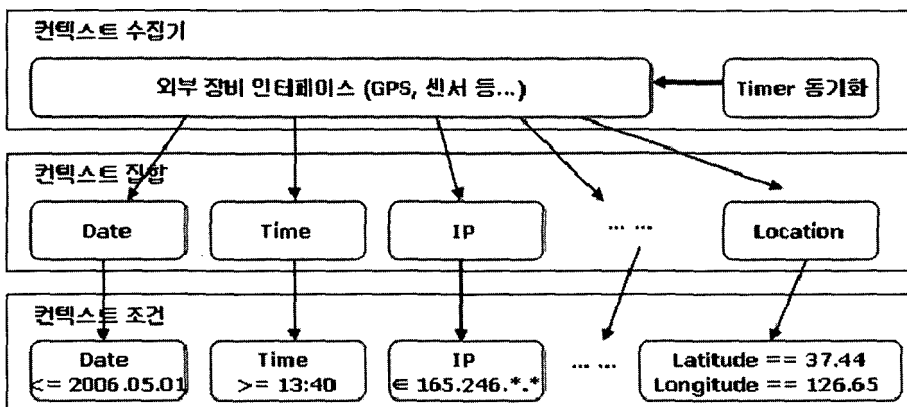 컨텍스트 수집기
외부 장비 인터페이스 (GPS, 센서 등...)
Timer 동기화
컨텍스트 집합
Date
Time
IP
... ...
Location
컨텍스트 조건
Date
<= 2006.05.01
Time
>= 13:40
IP
∈ 165.246.*.*
... ...
Latitude == 37.44
Longitude == 126.65